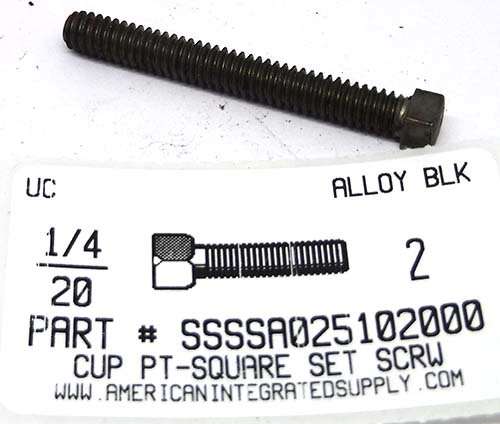 UC ALLOY BLK
1/4
20
2
PART # SSSSA025102000
CUP PT-SQUARE SET SCRW
WWW.AMERICANINTEGRATEDSUPPLY.COM